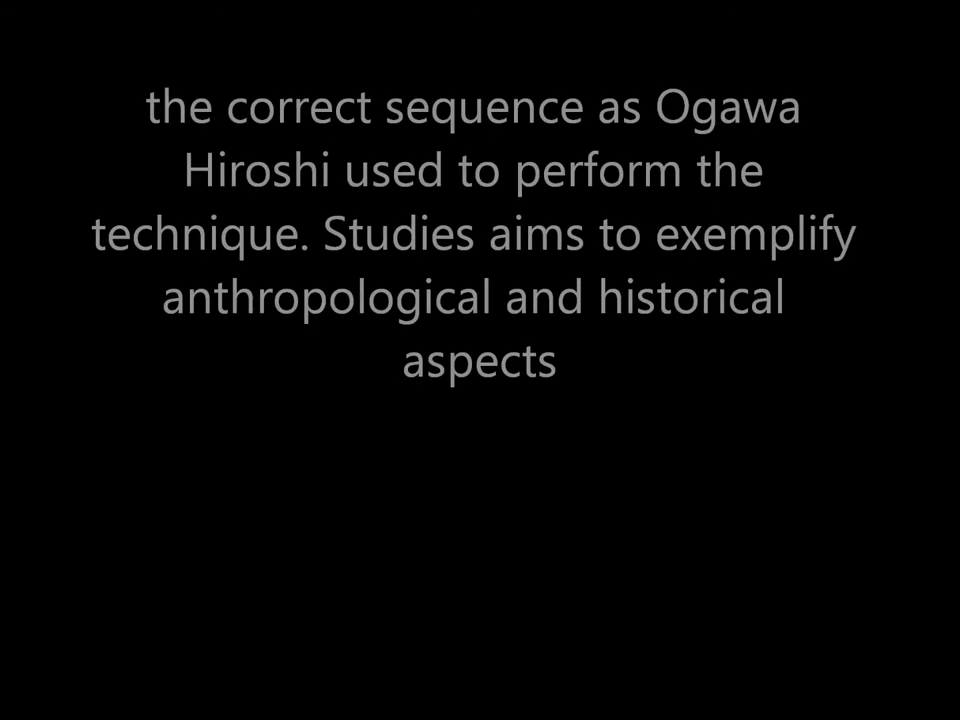 the correct sequence as Ogawa
Hiroshi used to perform the
technique. Studies aims to exemplify
anthropological and historical
aspects